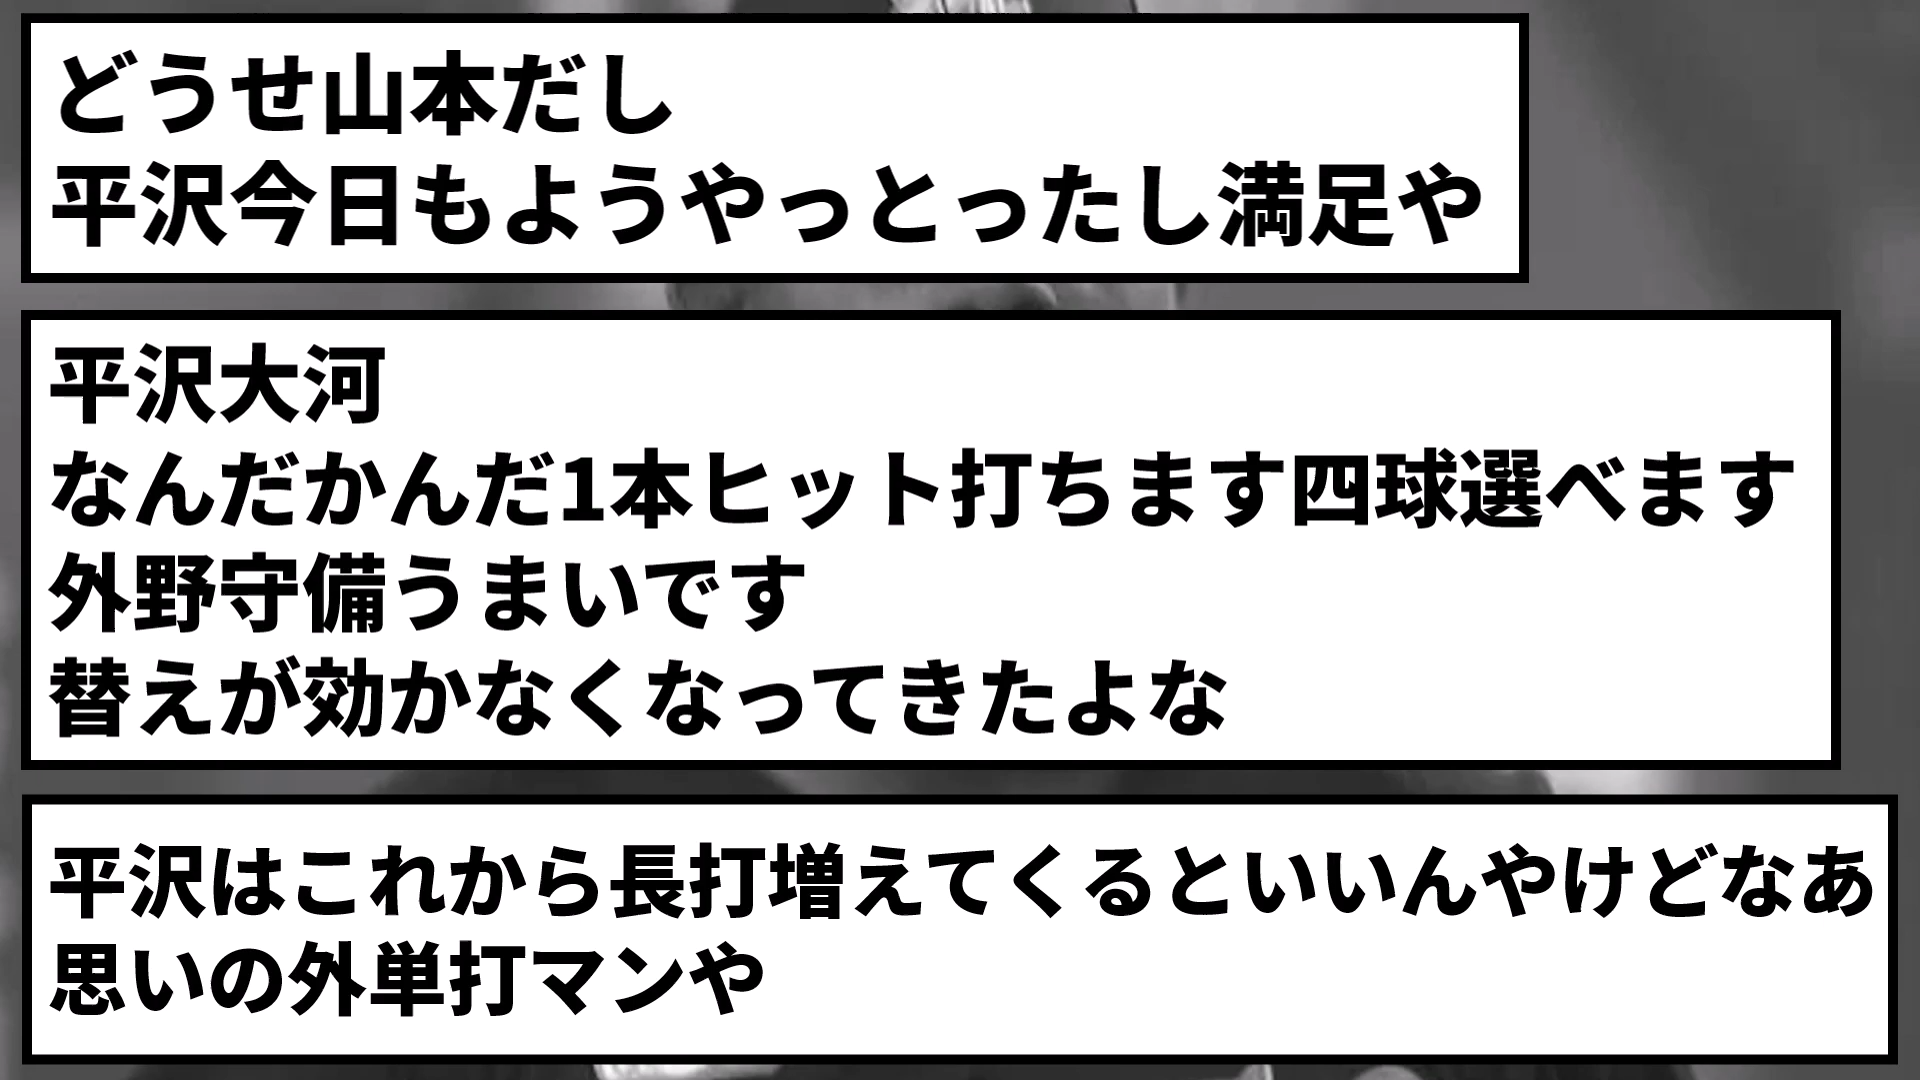 どうせ山本だし
平沢今日もようやっとったし満足や
平沢大河
なんだかんだ1本ヒット打ちます四球選べます
外野守備うまいです
替えが効かなくなってきたよな
平沢はこれから長打増えてくるといいんやけどなあ
思いの外単打マンや